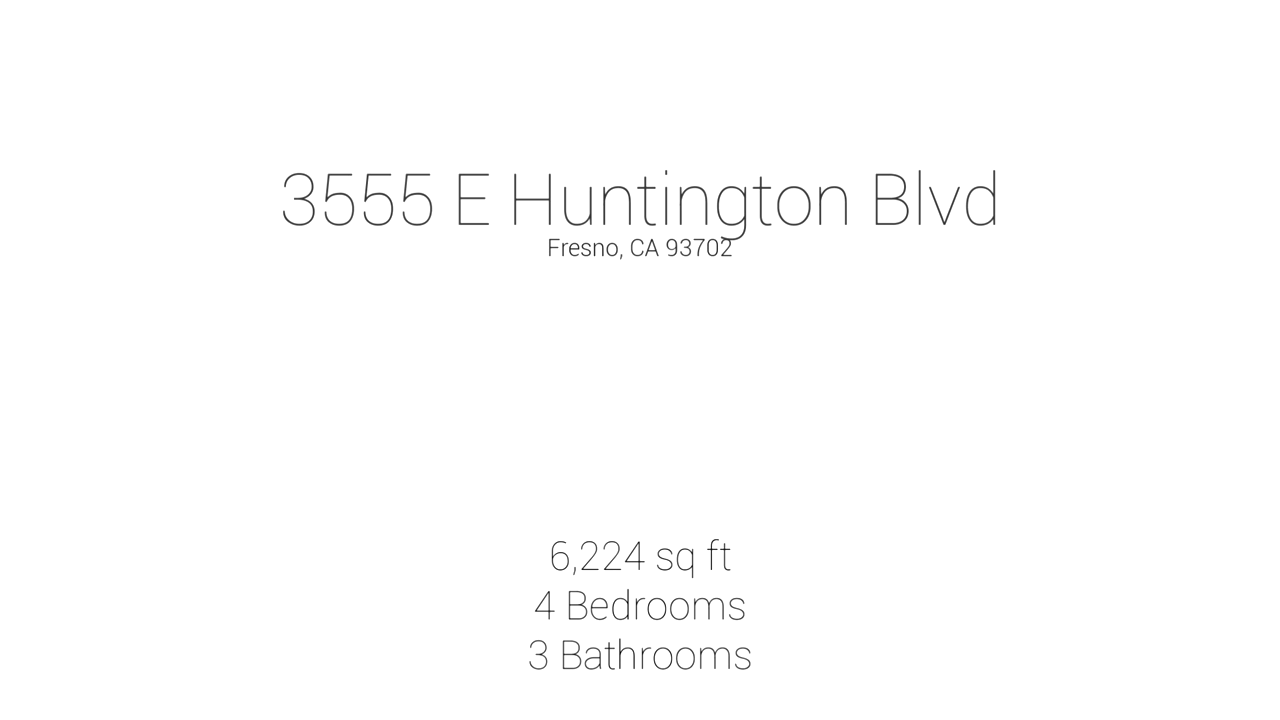 3555 E Huntington Blvd
Fresno, CA 93702
6,224 sq ft
4 Bedrooms
3 Bathrooms